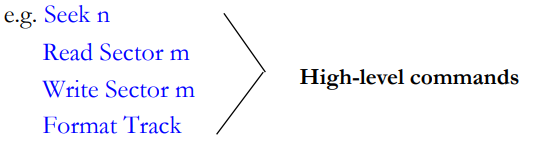 e.g. Seek n
Read Sector m
Write Sector m
Format Track
High-level commands